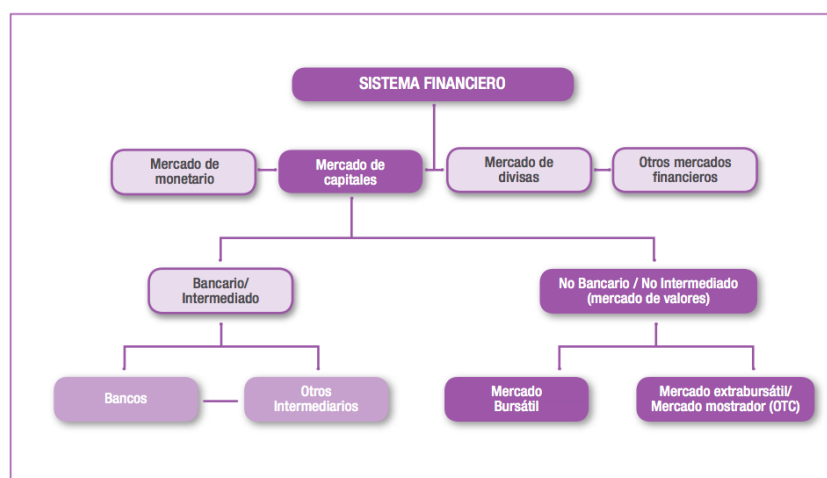 SISTEMA FINANCIERO
Mercado de
monetario
Mercado de
capitales
Mercado de
divisas
Otros mercados
financieros
Bancario/
Intermediado
No Bancario / No Intermediado
(mercado de valores)
Bancos
Otros
Intermediarios
Mercado
Bursátil
Mercado extrabursátil/
Mercado mostrador (OTC)